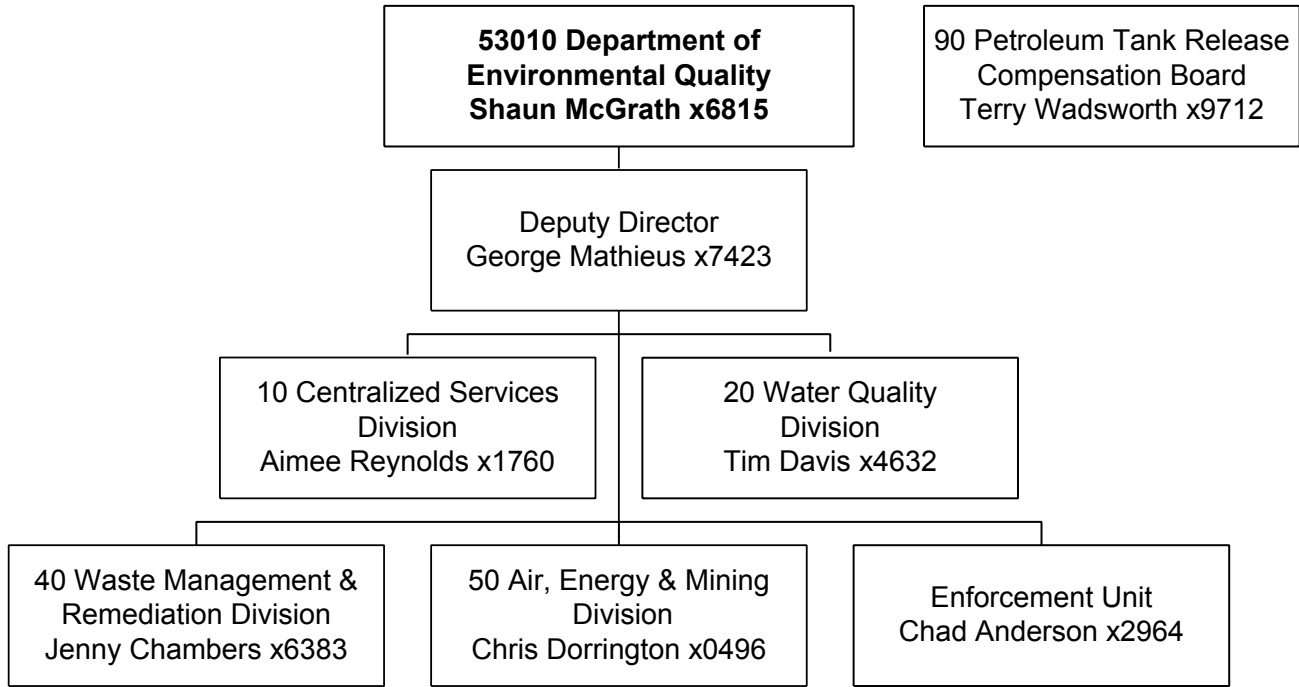 53010 Department of
Environmental Quality
Shaun McGrath x6815
90 Petroleum Tank Release
Compensation Board
Terry Wadsworth x9712
Deputy Director
George Mathieus x7423
10 Centralized Services
Division
Aimee Reynolds x1760
20 Water Quality
Division
Tim Davis x4632
40 Waste Management &
Remediation Division
Jenny Chambers x6383
50 Air, Energy & Mining
Division
Chris Dorrington x0496
Enforcement Unit
Chad Anderson x2964